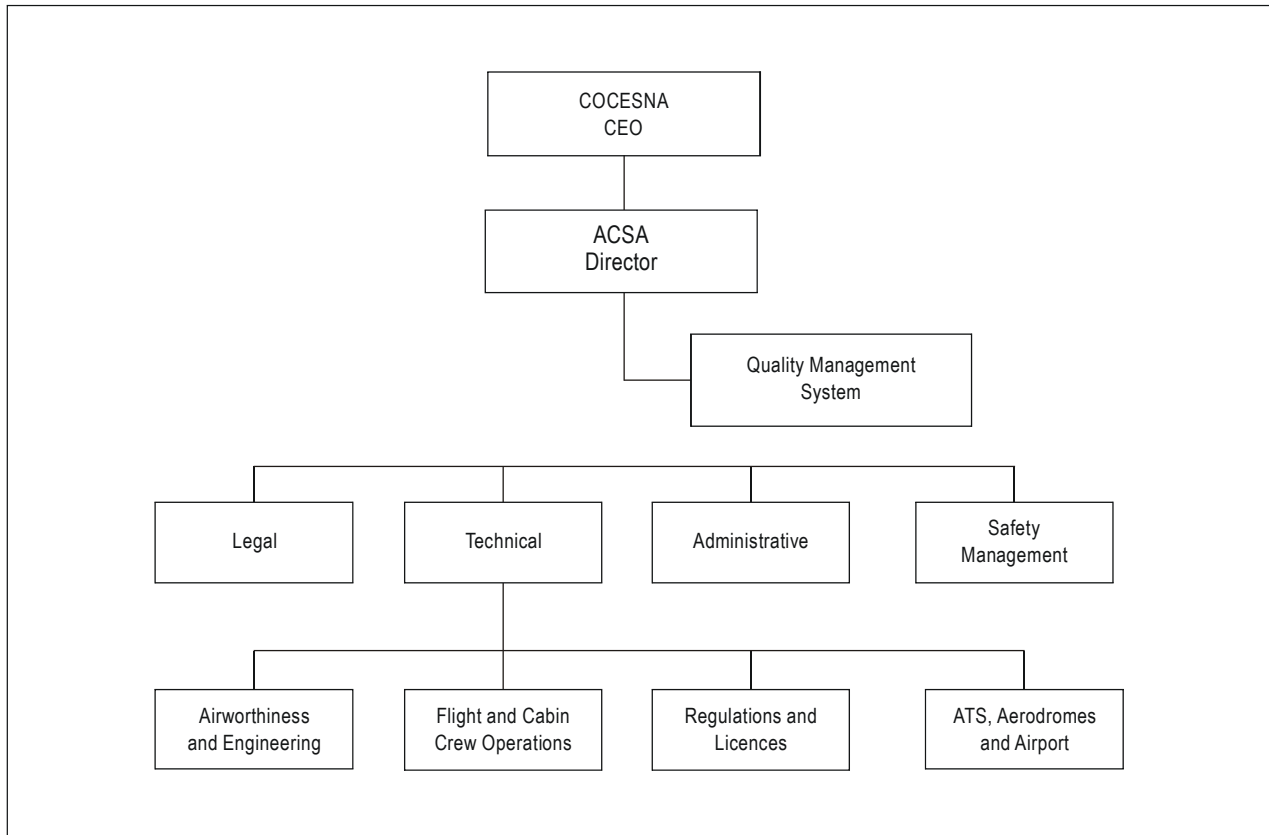 COCESNA
CEO
ACSA
Director
Quality Management
System
Legal
Technical
Administrative
Safety
Management
Airworthiness
and Engineering
Flight and Cabin
Crew Operations
Regulations and
Licences
ATS, Aerodromes
and Airport